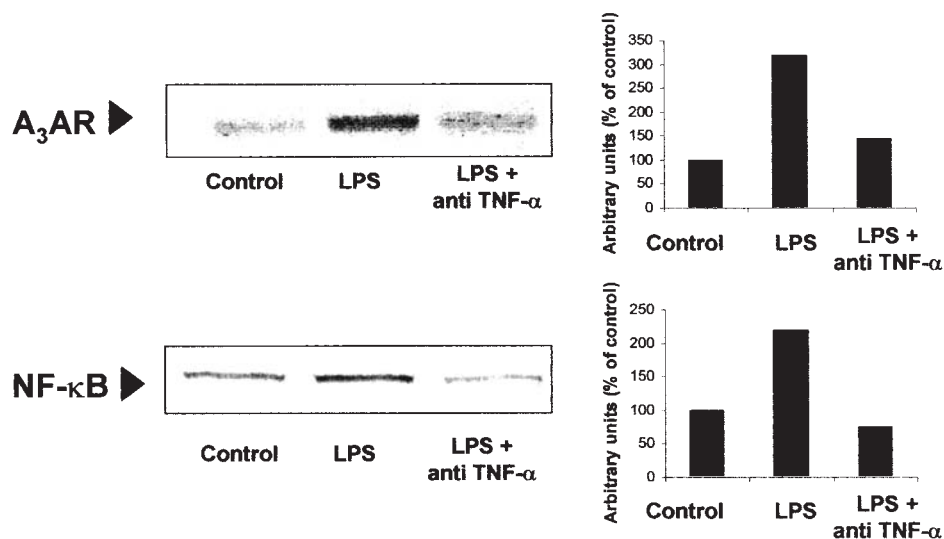 A3AR
Control
LPS
LPS +
anti TNF-α
Arbitrary units (% of control)
350
300
250
200
150
100
50
0
Control
LPS
LPS +
anti TNF-α
NF-κB
Control
LPS
LPS +
anti TNF-α
Arbitrary units (% of control)
250
200
150
100
50
0
Control
LPS
LPS +
anti TNF-α